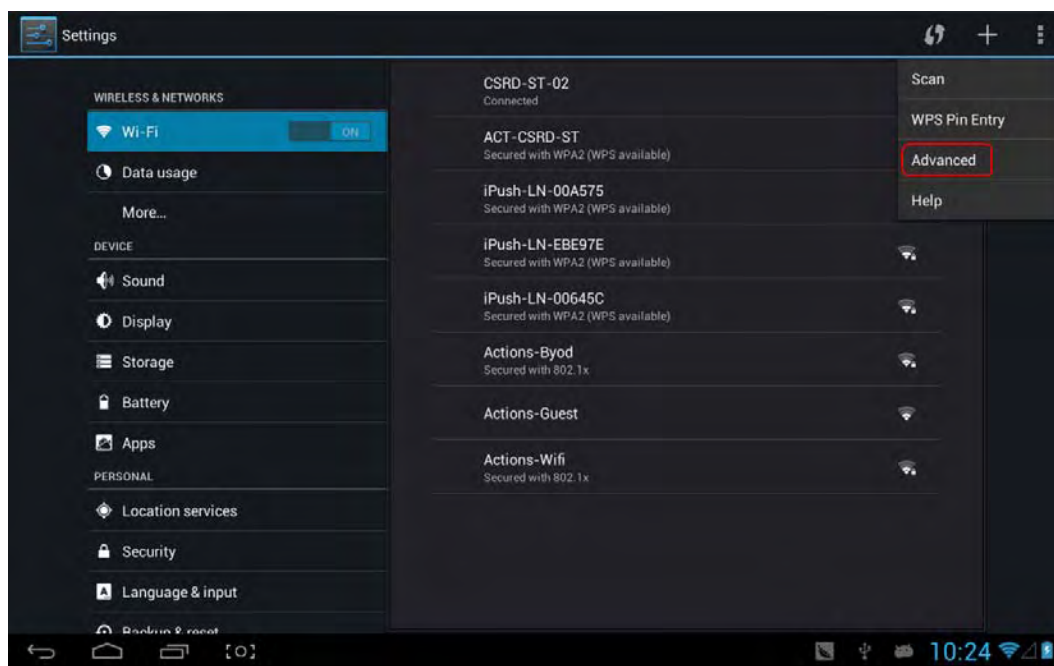 Settings
WIRELESS & NETWORKS
Wi-Fi
ON
Data usage
More...
DEVICE
Sound
Display
Storage
Battery
Apps
PERSONAL
Location services
Security
Language & input
Backup & reset
CSRD-ST-02
Connected
ACT-CSRD-ST
Secured with WPA2 (WPS available)
iPush-LN-00A575
Secured with WPA2 (WPS available)
iPush-LN-EBE97E
Secured with WPA2 (WPS available)
iPush-LN-00645C
Secured with WPA2 (WPS available)
Actions-Byod
Secured with 802.1x
Actions-Guest
Actions-Wifi
Secured with 802.1x
Scan
WPS Pin Entry
Advanced
Help
10:24